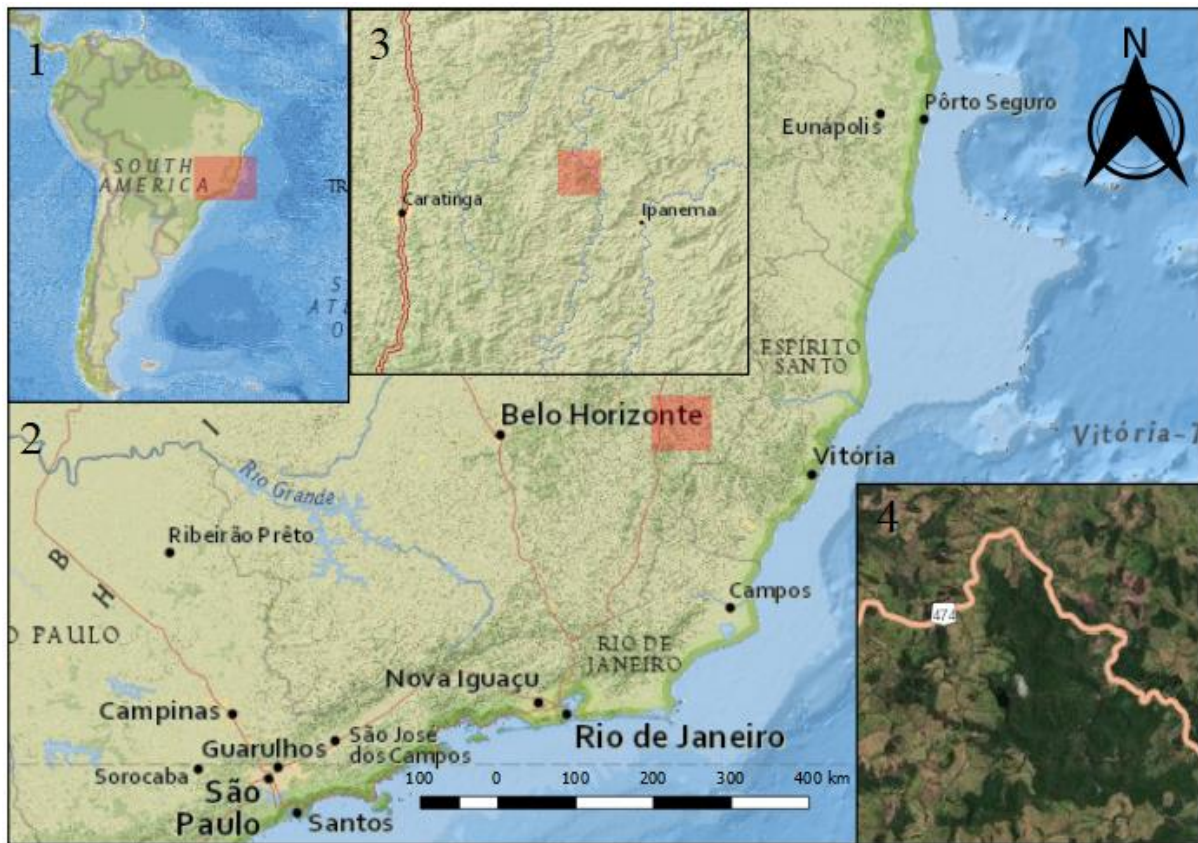 1
SOUTH
AMERICA
TR
S
ATL
O
3
Caratinga
Ipanema
N
Pôrto Seguro
Eunápolis
ESPÍRITO
SANTO
2
I
Belo Horizonte
Vitória-T
Vitória
Rio Grande
Ribeirão Prêto
B
H
O PAULO
Campos
RIO DE
JANEIRO
Nova Iguaçu
Campinas
Rio de Janeiro
Guarulhos
São José
dos Campos
Sorocaba
São
Paulo
Santos
100 0 100 200 300 400 km
4
474